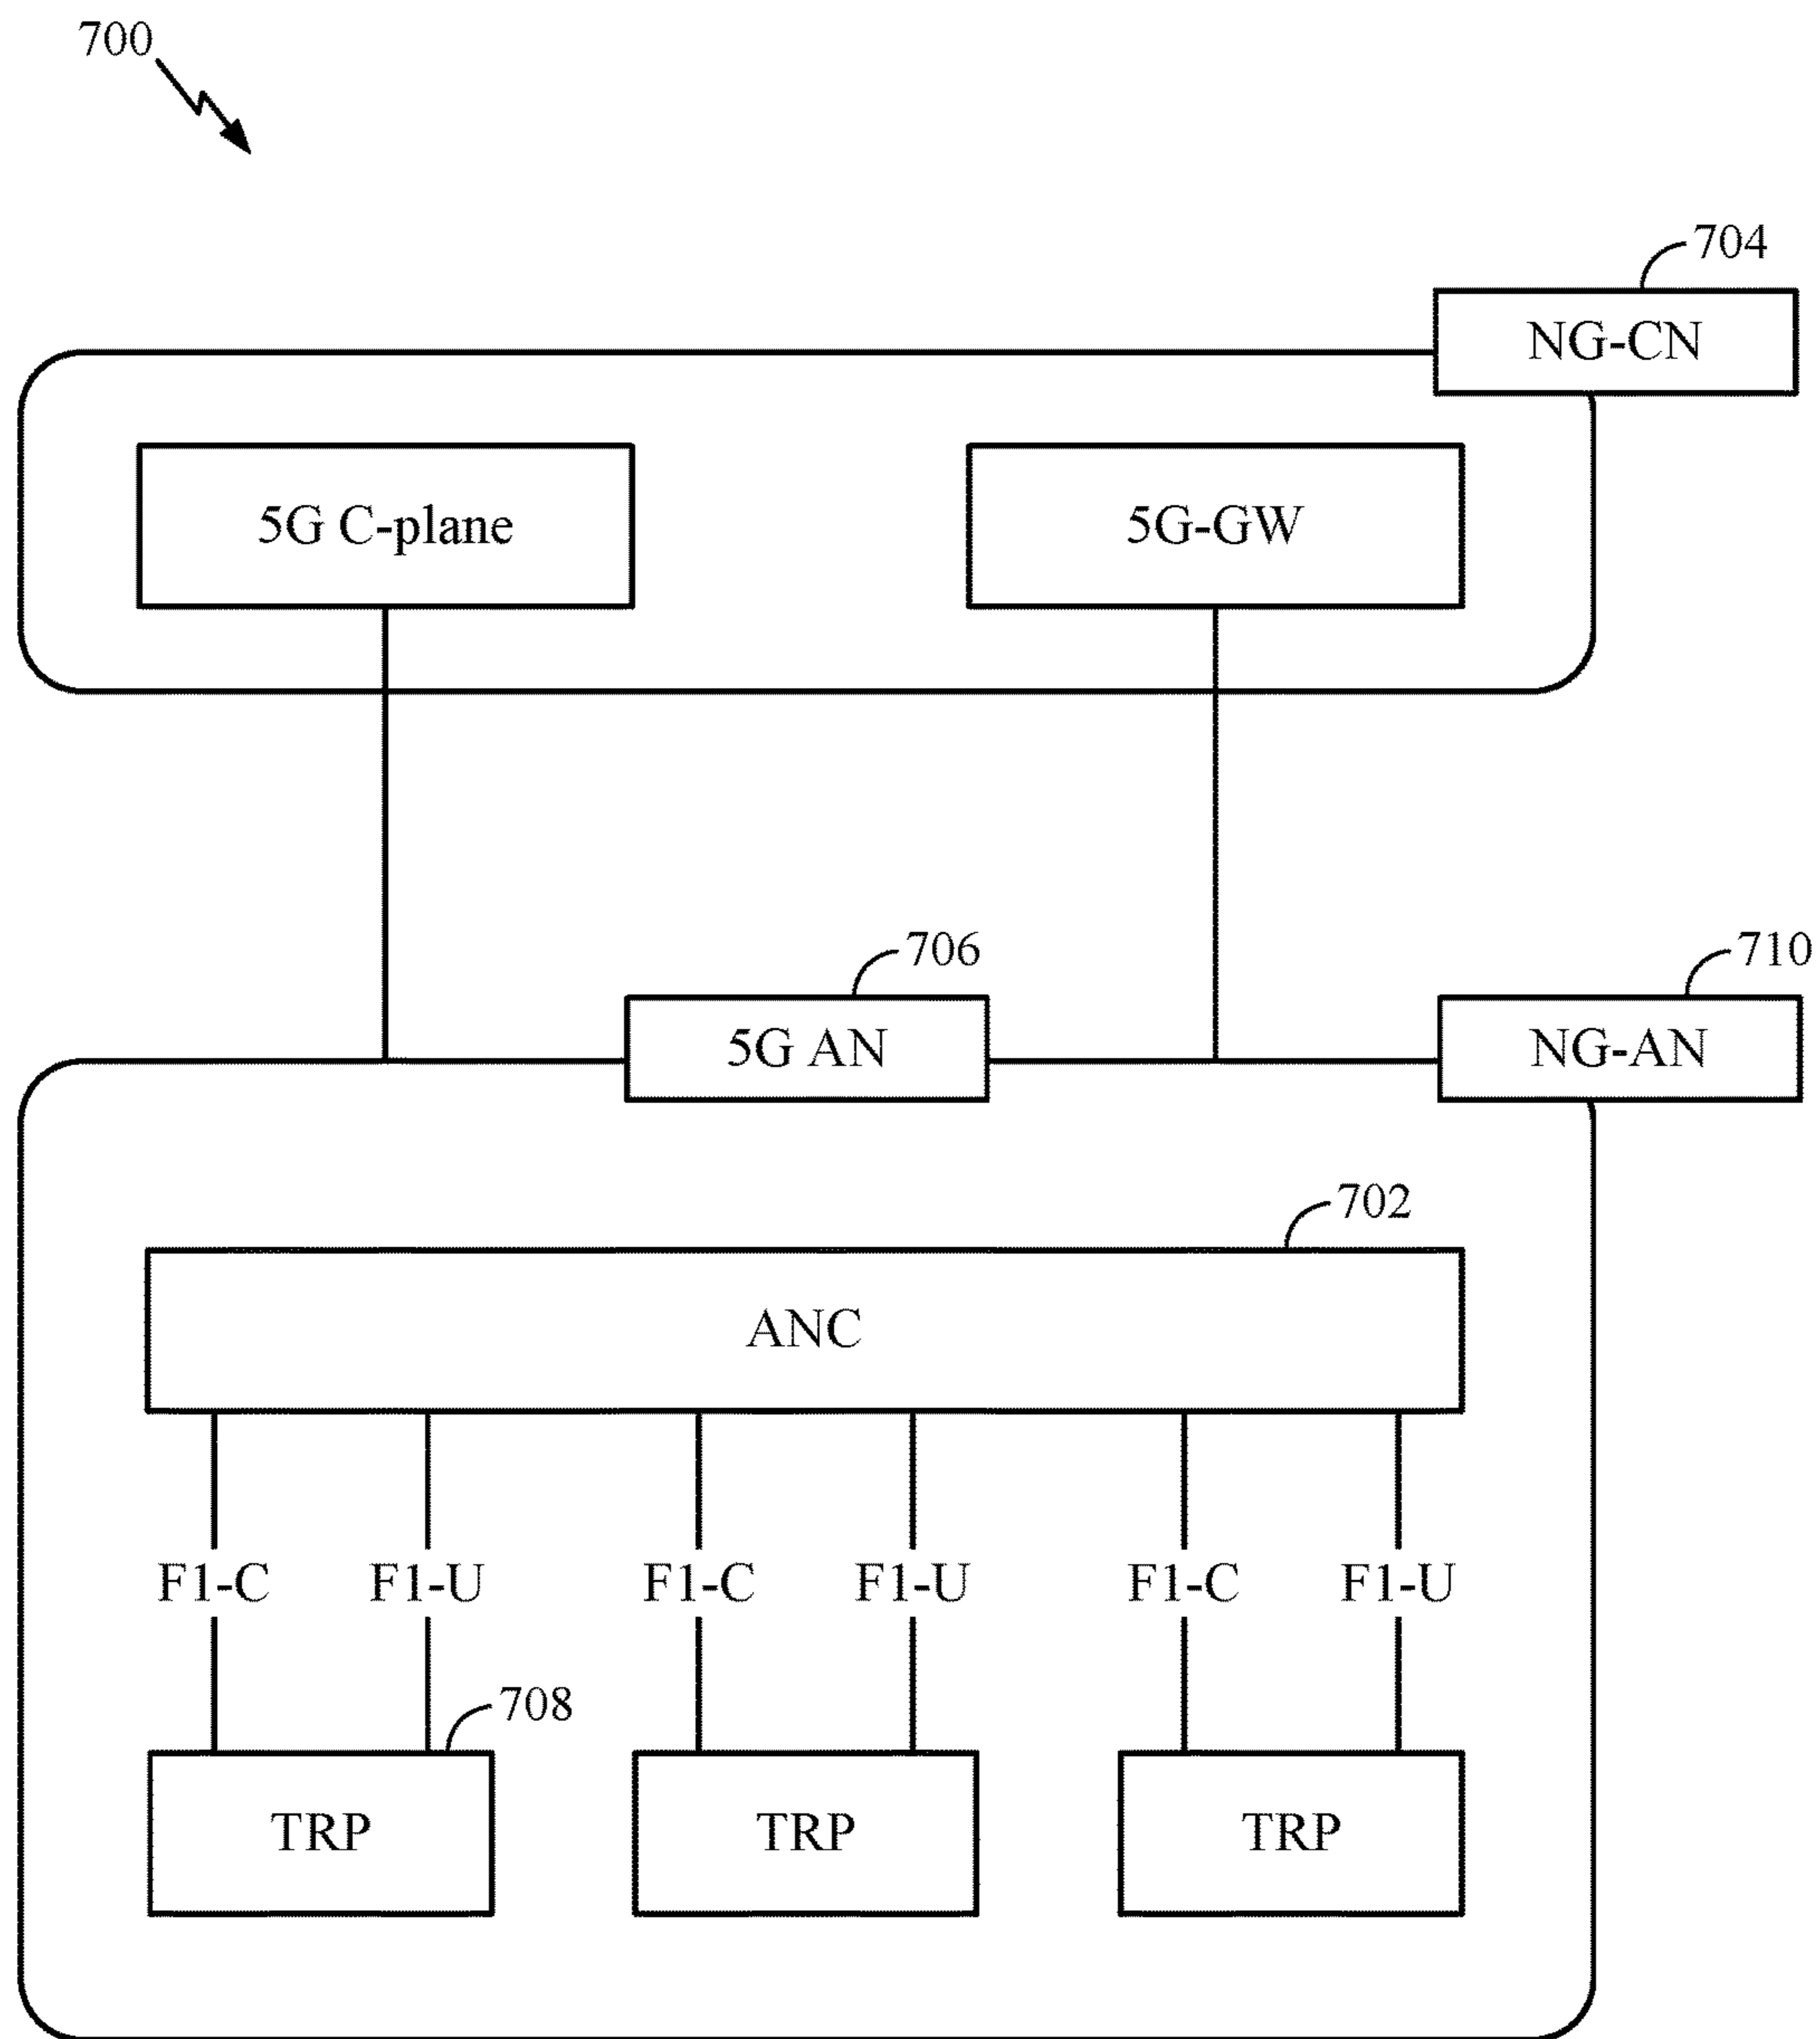 700
704
NG-CN
5G C-plane
5G-GW
706
710
5G AN
NG-AN
702
ANC
F1-C
F1-U
F1-C
F1-U
F1-C
F1-U
708
TRP
TRP
TRP